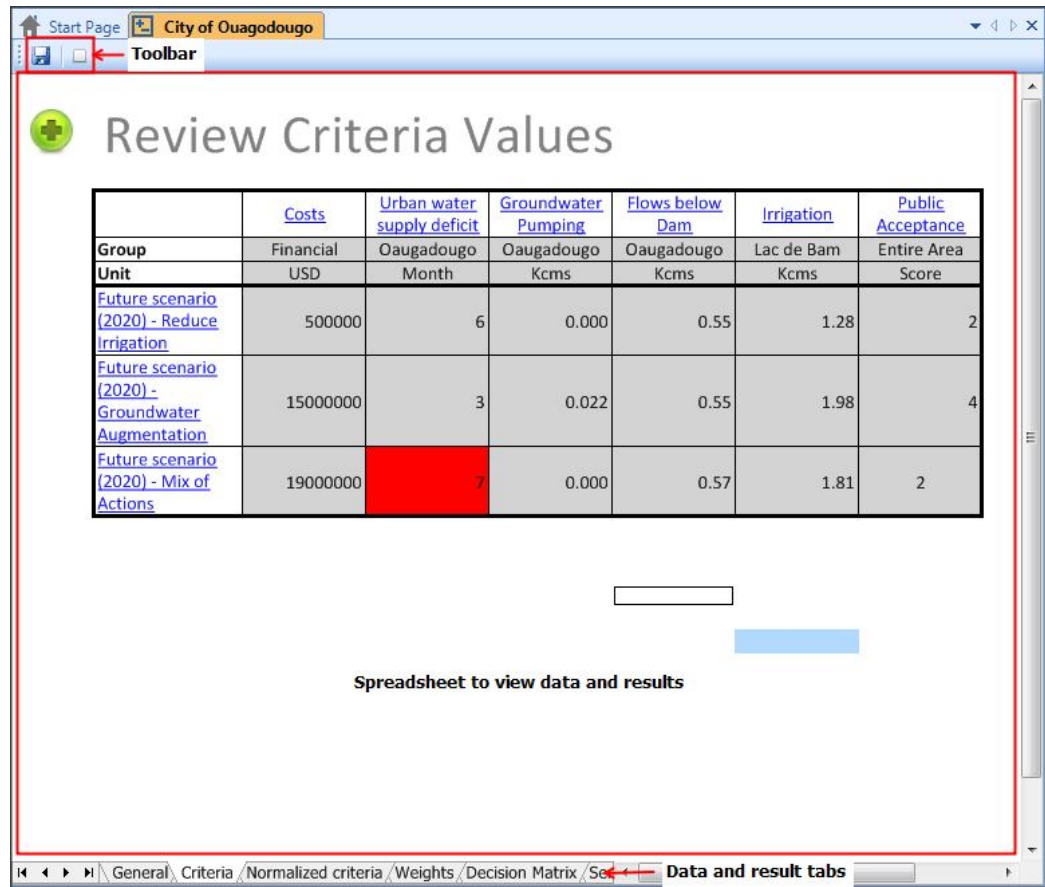 Start Page City of Ouagodougo
Toolbar
Review Criteria Values
Costs Urban water supply deficit Groundwater Pumping Flows below Dam Irrigation Public Acceptance
Group Financial Oaugadougo Oaugadougo Oaugadougo Lac de Bam Entire Area
Unit USD Month Kcms Kcms Kcms Score
Future scenario
(2020) - Reduce
Irrigation
500000 6 0.000 0.55 1.28 2
Future scenario
(2020) -
Groundwater
Augmentation
15000000 3 0.022 0.55 1.98 4
Future scenario
(2020) - Mix of
Actions
19000000 7 0.000 0.57 1.81 2
Spreadsheet to view data and results
General Criteria Normalized criteria Weights Decision Matrix Data and result tabs